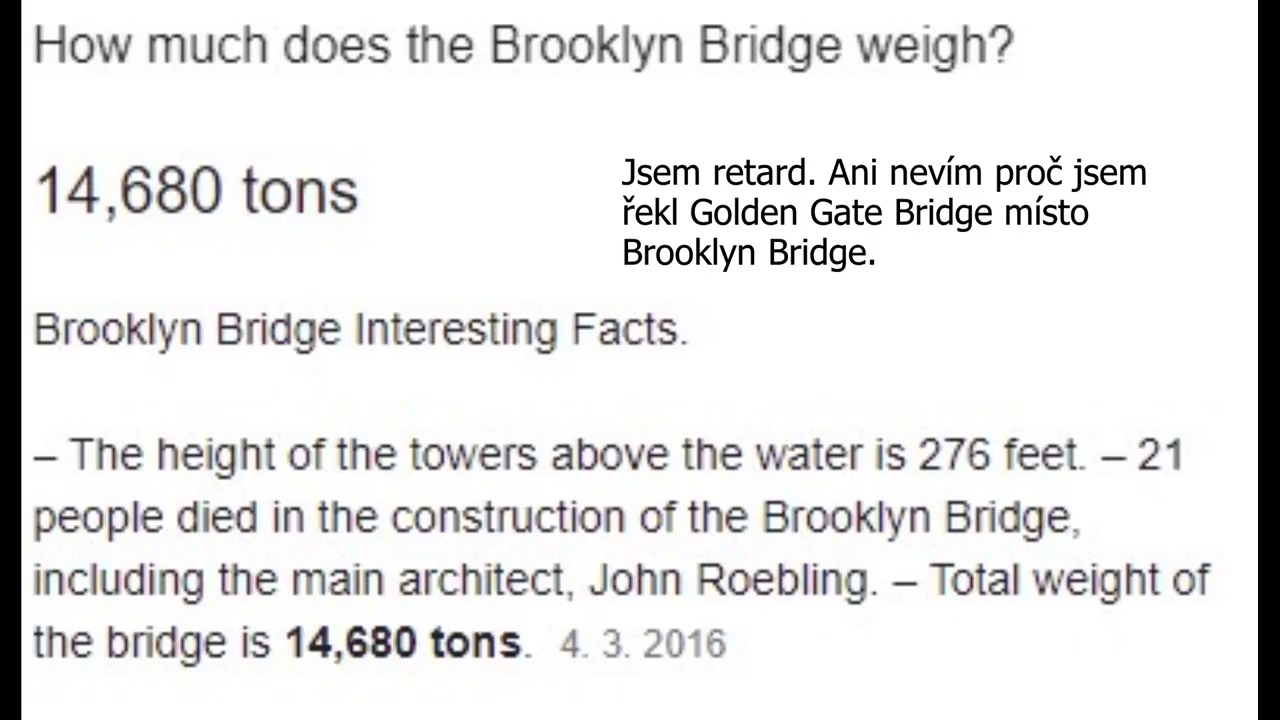 How much does the Brooklyn Bridge weigh?
14,680 tons
Jsem retard. Ani nevím proč jsem
řekl Golden Gate Bridge místo
Brooklyn Bridge.
Brooklyn Bridge Interesting Facts.
– The height of the towers above the water is 276 feet. – 21
people died in the construction of the Brooklyn Bridge,
including the main architect, John Roebling. – Total weight of
the bridge is 14,680 tons. 4. 3. 2016